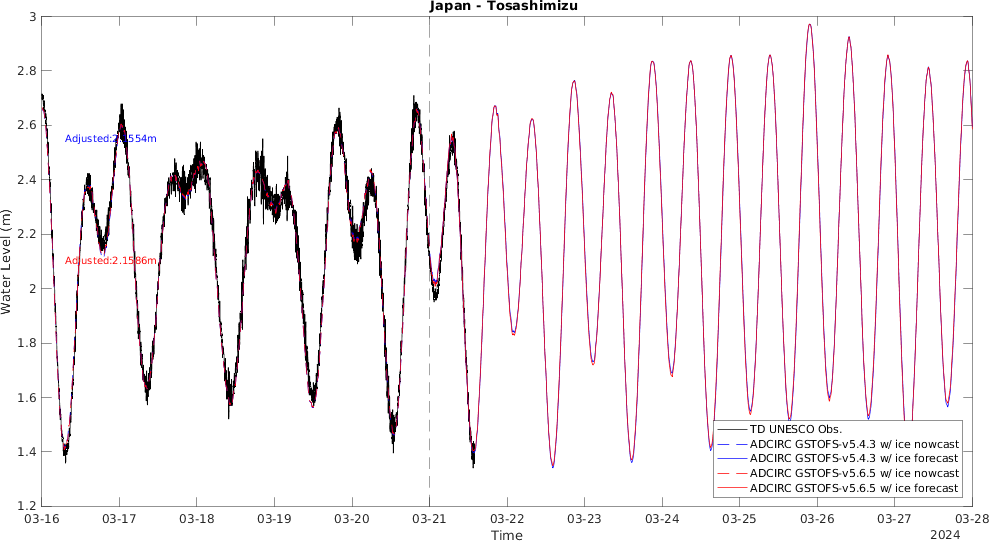 Japan - Tosashimizu
3
2.8
2.6
2.4
2.2
2
1.8
1.6
1.4
1.2
Water Level (m)
Adjusted:2.1554m
Adjusted:2.1586m
TD UNESCO Obs.
ADCIRC GSTOFS-v5.4.3 w/ ice nowcast
ADCIRC GSTOFS-v5.4.3 w/ ice forecast
ADCIRC GSTOFS-v5.6.5 w/ ice nowcast
ADCIRC GSTOFS-v5.6.5 w/ ice forecast
03-16 03-17 03-18 03-19 03-20 03-21 03-22 03-23 03-24 03-25 03-26 03-27 03-28
Time
2024